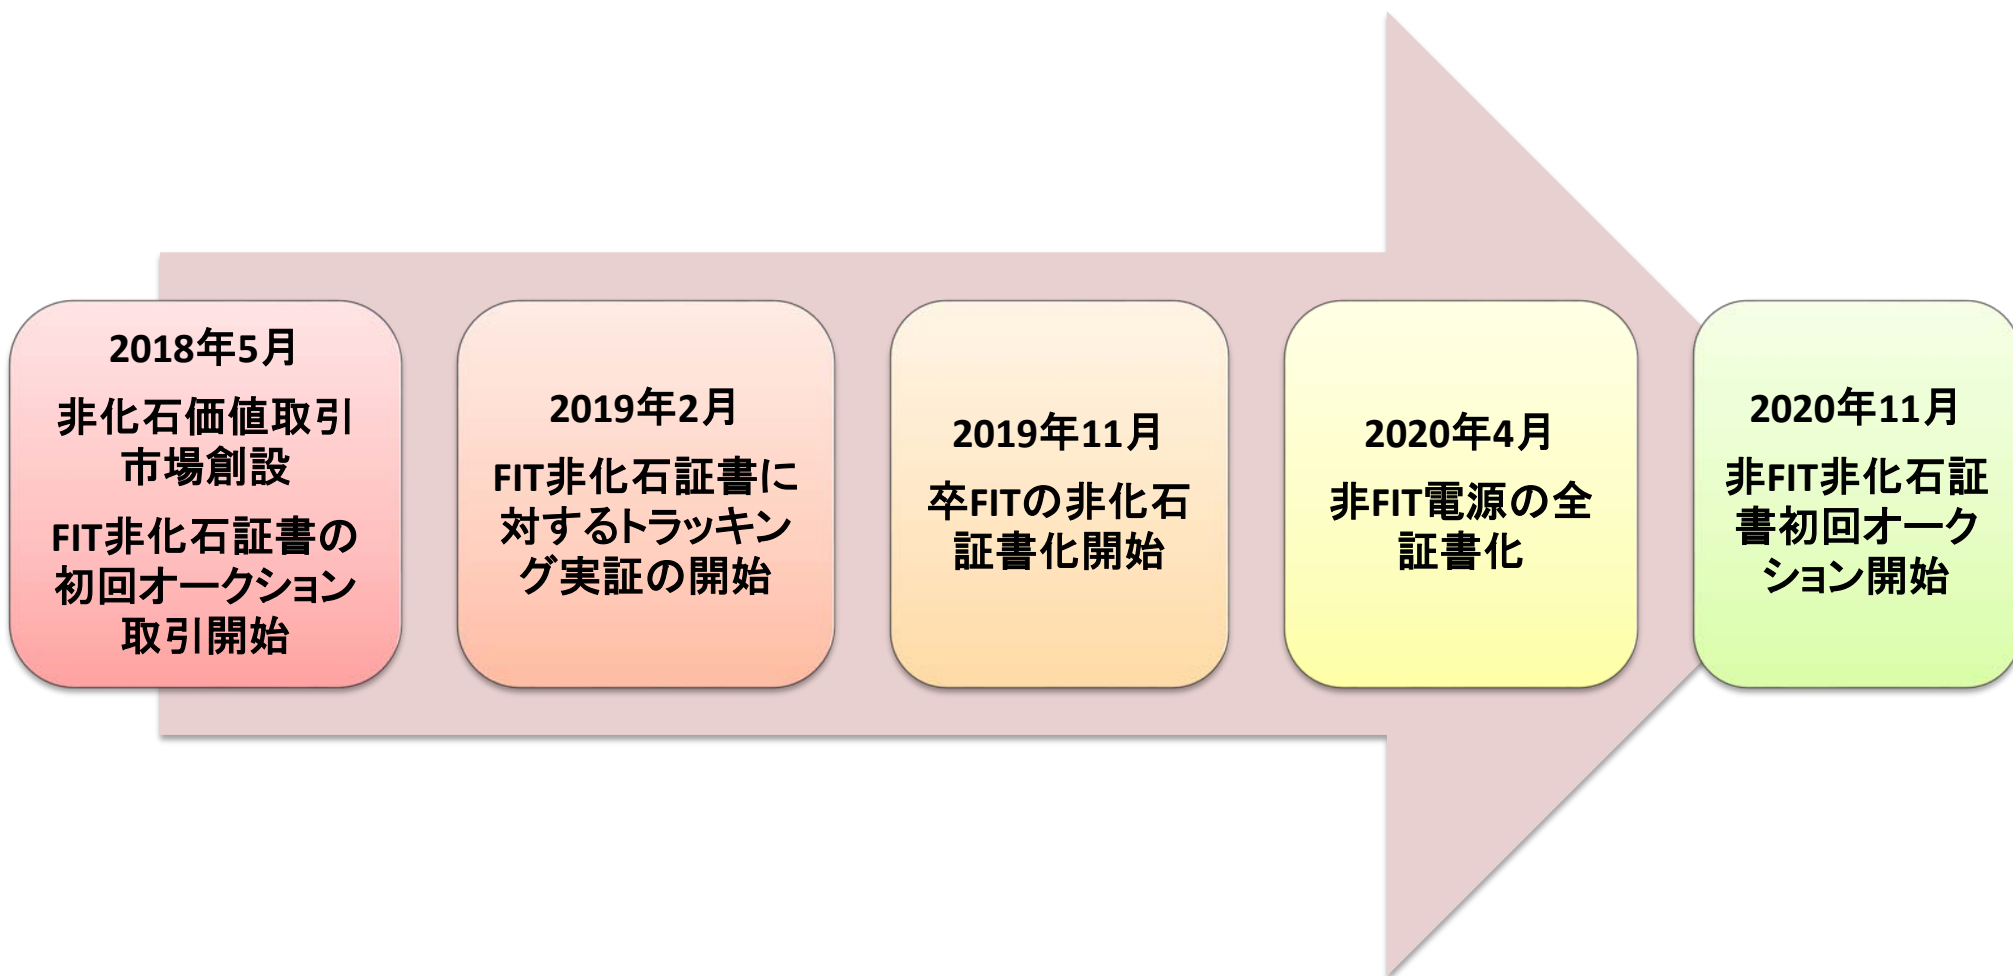 2018年5月
非化石価値取引
市場創設
FIT非化石証書の
初回オークション
取引開始
2019年2月
FIT非化石証書に
対するトラッキン
グ実証の開始
2019年11月
卒FITの非化石
証書化開始
2020年4月
非FIT電源の全
証書化
2020年11月
非FIT非化石証
書初回オーク
ション開始